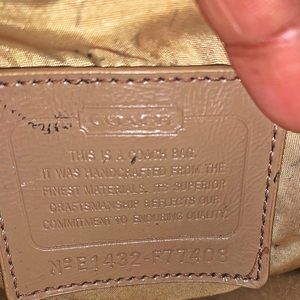 COACH
THIS IS A COACH BAG.
IT WAS HANDCRAFTED FROM THE
FINEST MATERIALS. ITS SUPERIOR
CRAFTSMANSHIP REFLECTS OUR
COMMITMENT TO ENDURING QUALITY.
Nº E1432-F77408